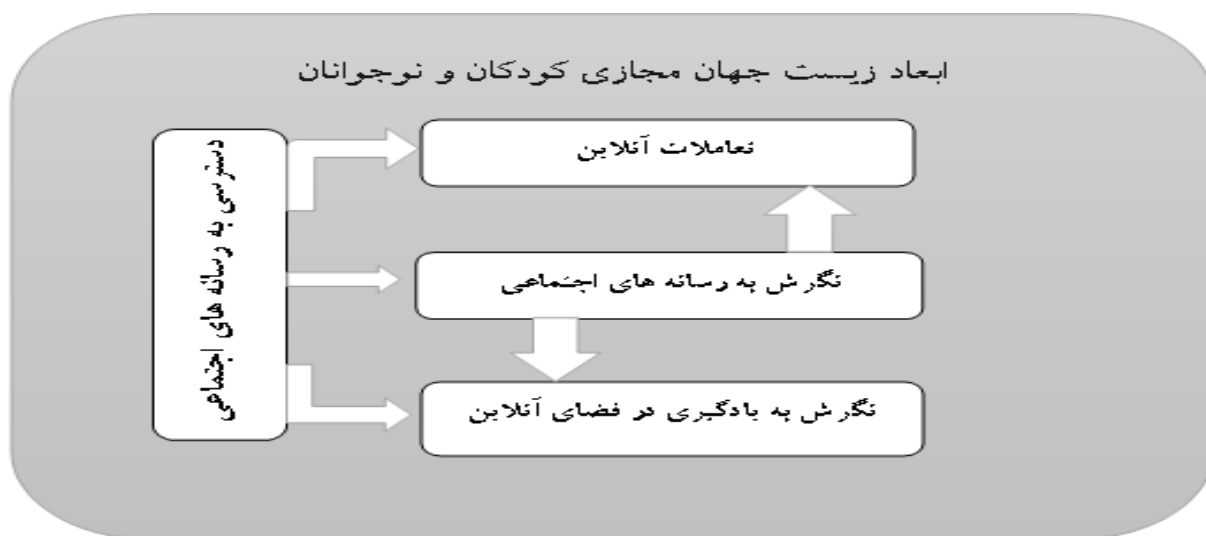 ابعاد زیست جهان مجازی کودکان و نوجوانان
دسترسی به رسانه های اجتماعی
تعاملات آنلاین
نگرش به رسانه های اجتماعی
نگرش به یادگیری در فضای آنلاین